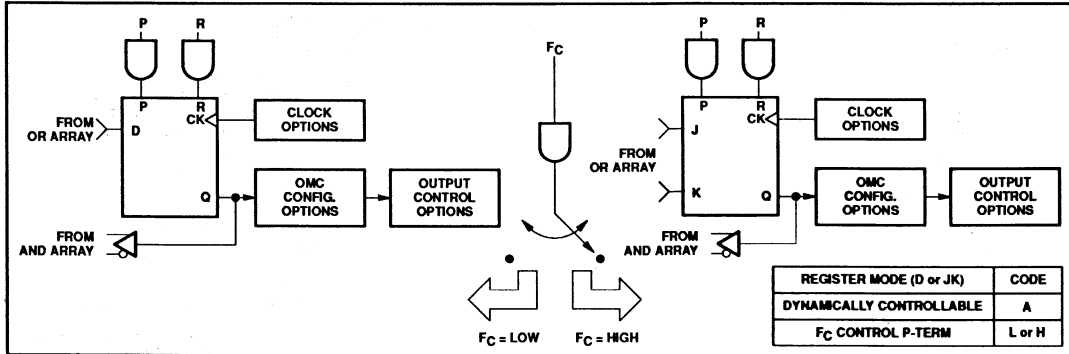 P R
P R
D
CK
FROM
OR ARRAY
CLOCK
OPTIONS
Q
OMC
CONFIG.
OPTIONS
OUTPUT
CONTROL
OPTIONS
FROM
AND ARRAY
FC
FC = LOW
FC = HIGH
P R
P R
J
CK
FROM
OR ARRAY
K
CLOCK
OPTIONS
Q
OMC
CONFIG.
OPTIONS
OUTPUT
CONTROL
OPTIONS
FROM
AND ARRAY
REGISTER MODE (D or JK) CODE
DYNAMICALLY CONTROLLABLE A
FC CONTROL P-TERM L or H